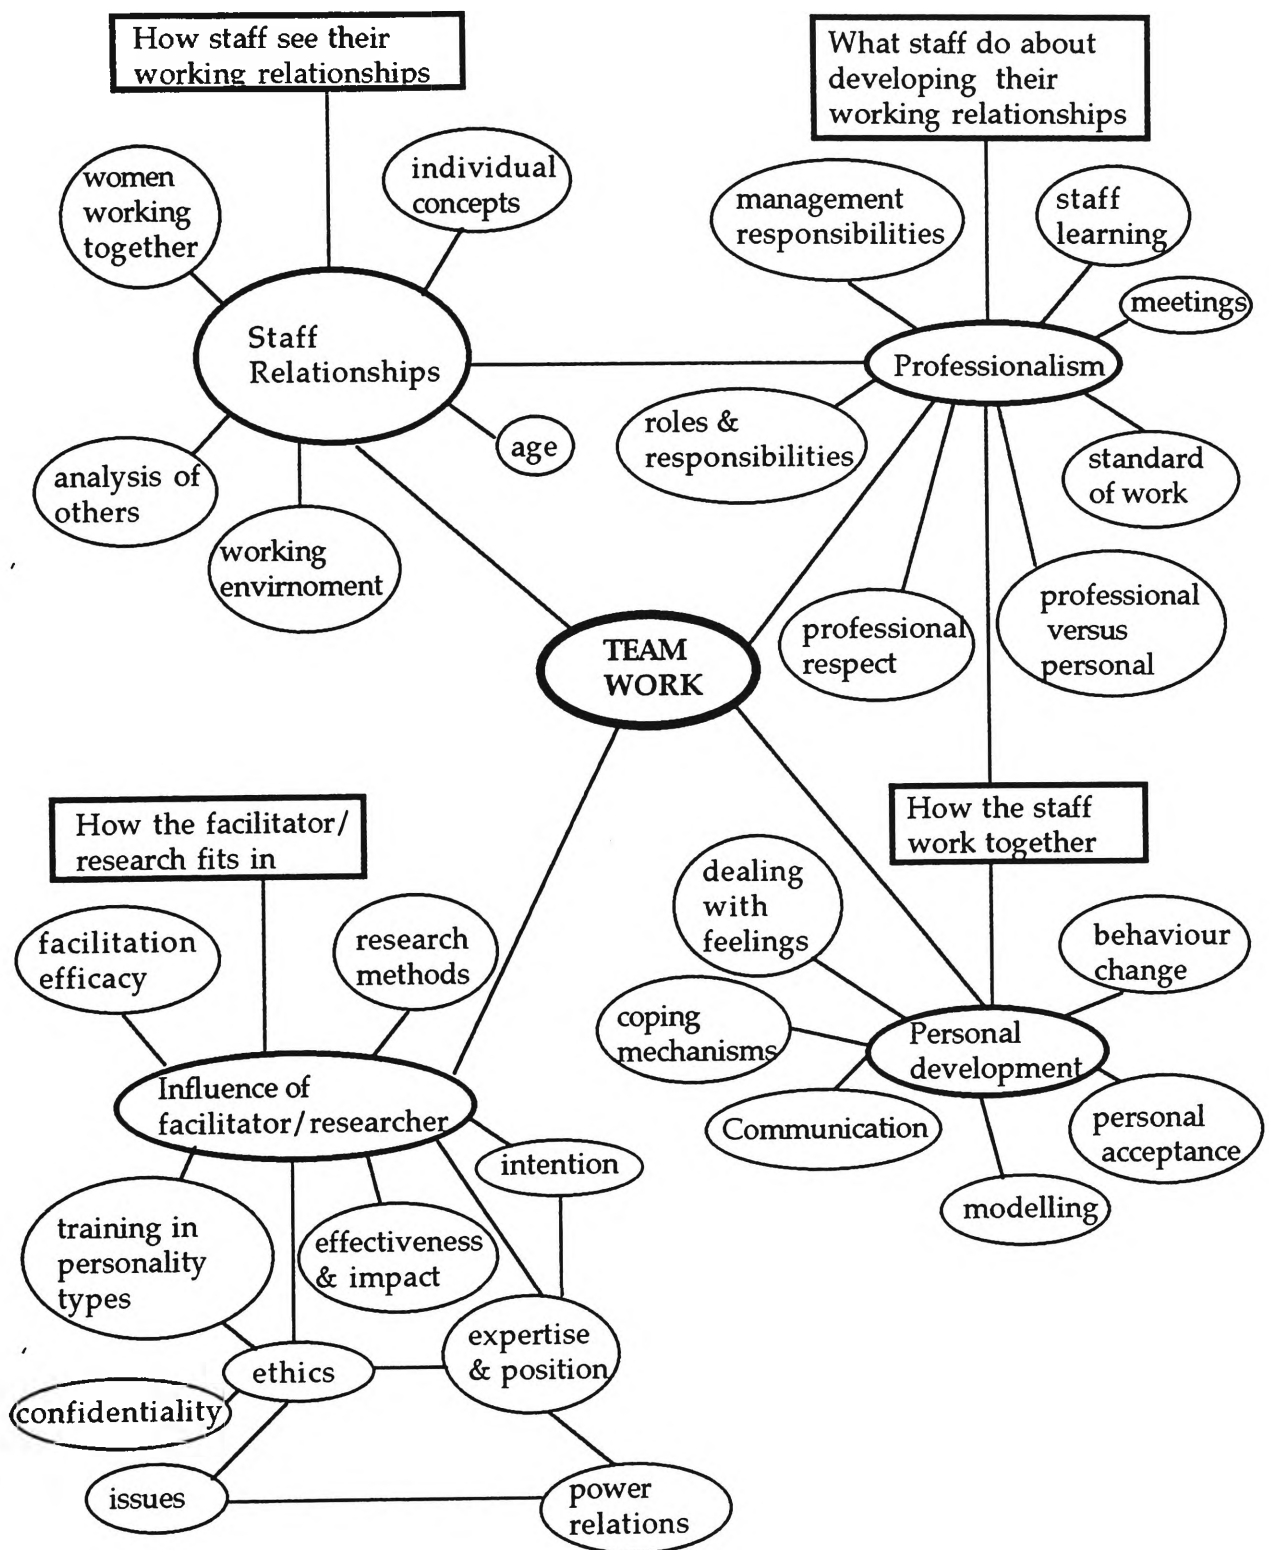 How staff see their
working relationships
What staff do about
developing their
working relationships
women
working
together
individual
concepts
management
responsibilities
staff
learning
meetings
Staff
Relationships
Professionalism
roles &
responsibilities
age
analysis of
others
standard
of work
working
envirnoment
professional
respect
professional
versus
personal
TEAM
WORK
How the facilitator/
research fits in
How the staff
work together
dealing
with
feelings
facilitation
efficacy
research
methods
behaviour
change
coping
mechanisms
Personal
development
Influence of
facilitator/researcher
Communication
personal
acceptance
intention
modelling
training in
personality
types
effectiveness
& impact
expertise
& position
ethics
confidentiality
issues
power
relations